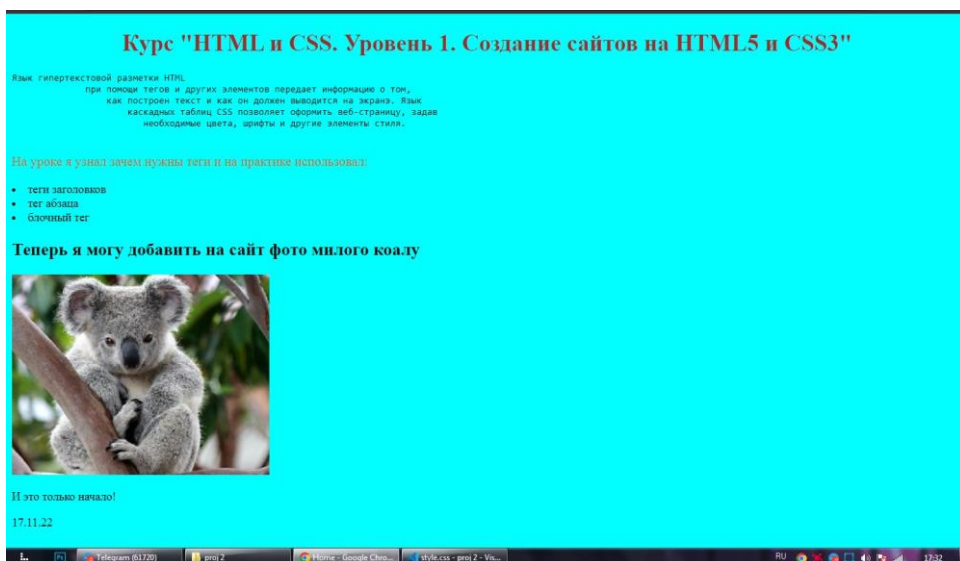 Курс "HTML и CSS. Уровень 1. Создание сайтов на HTML5 и CSS3"
Язык гипертекстовой разметки HTML
при помощи тегов и других элементов передает информацию о том,
как построен текст и как он должен выводится на экранэ. Язык
каскадных таблиц CSS позволяет оформить веб-страницу, задав
необходимые цвета, шрифты и другие элементы стиля.
На уроке я узнал зачем нужны теги и на практике использовал:
• теги заголовков
• тег абзаца
• блочный тег
Теперь я могу добавить на сайт фото милого коалу
И это только начало!
17.11.22
Ps Telegram (61720) proj 2 Home - Google Chro... style.css - proj 2 - Vis... RU 17:32